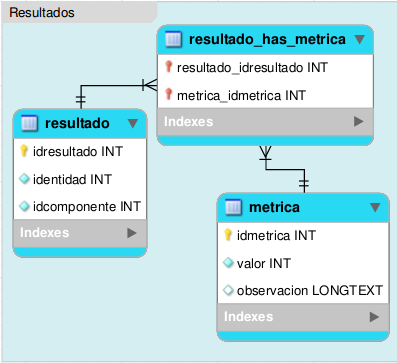 Resultados
resultado_has_metrica
resultado_idresultado INT
metrica_idmetrica INT
Indexes
resultado
idresultado INT
identidad INT
idcomponente INT
Indexes
metrica
idmetrica INT
valor INT
observacion LONGTEXT
Indexes